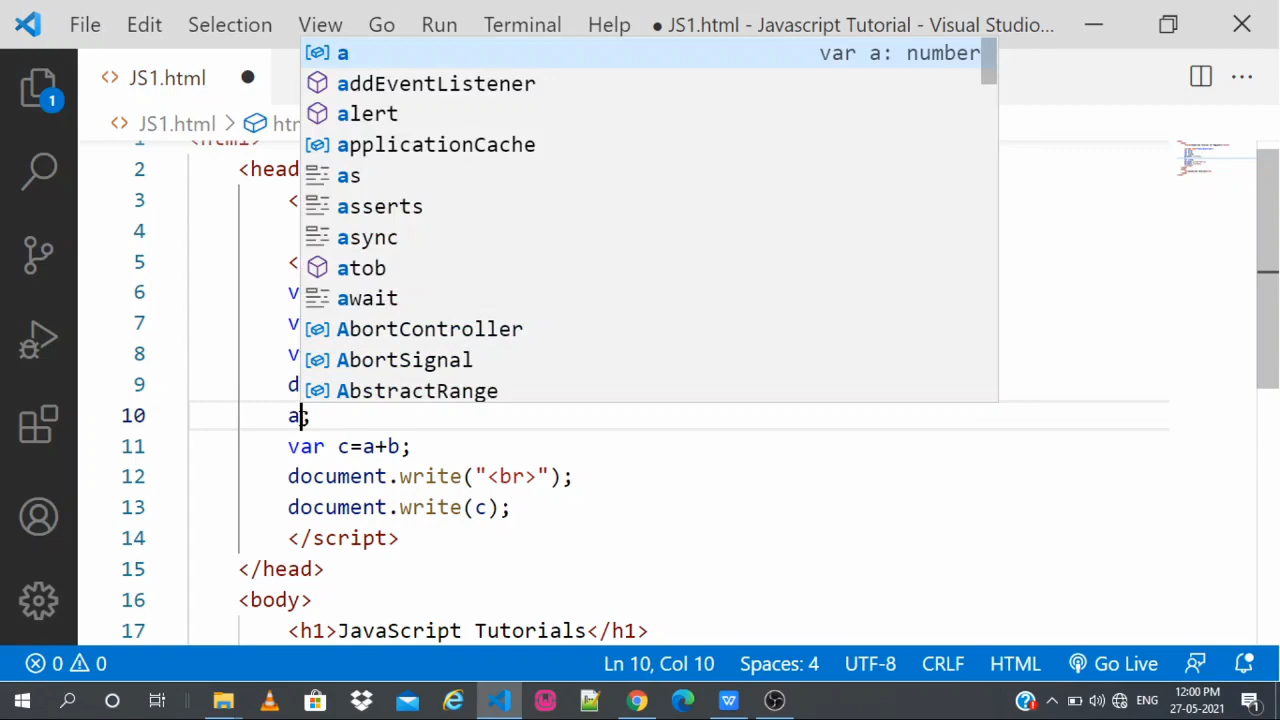 File Edit Selection View Go Run Terminal Help ● JS1.html - Javascript Tutorial - Visual Studio...
<> JS1.html ●
<> JS1.html > htm
a var a: number
addEventListener
alert
applicationCache
as
asserts
async
atob
await
AbortController
AbortSignal
AbstractRange
1 <html>
2 <head
3 <
4
5 <
6 v
7 v
8 v
9 d
10 a;
11 var c=a+b;
12 document.write("<br>");
13 document.write(c);
14 </script>
15 </head>
16 <body>
17 <h1>JavaScript Tutorials</h1>
1
0 0 Ln 10, Col 10 Spaces: 4 UTF-8 CRLF HTML Go Live
ENG 12:00 PM
27-05-2021 1